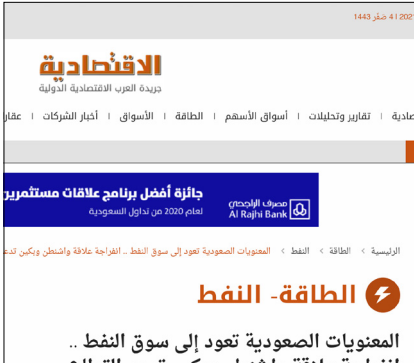 2021 | 4 صفر 1443
الاقتصادية
جريدة العرب الاقتصادية الدولية
تقارير وتحليلات | أسواق الأسهم | الطاقة | الأسواق | أخبار الشركات
جائزة أفضل برنامج علاقات مستثمرين
لعام 2020 من تداول السعودية
مصرف الراجحي
Al Rajhi Bank
الرئيسية > الطاقة > النفط > المعنويات الصعودية تعود إلى سوق النفط .. انفراجة علاقة واشنطن وبكين
الطاقة- النفط
المعنويات الصعودية تعود إلى سوق النفط ..